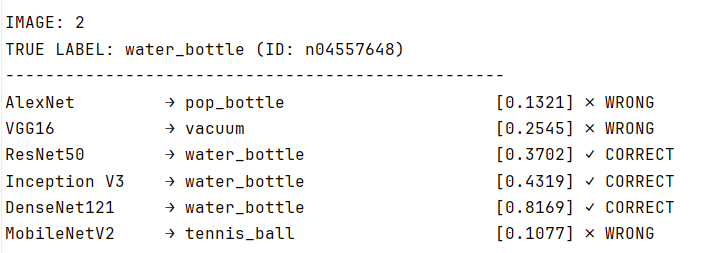 IMAGE: 2
TRUE LABEL: water_bottle (ID: n04557648)
--------------------------------------------------
AlexNet → pop_bottle [0.1321] × WRONG
VGG16 → vacuum [0.2545] × WRONG
ResNet50 → water_bottle [0.3702] ✓ CORRECT
Inception V3 → water_bottle [0.4319] ✓ CORRECT
DenseNet121 → water_bottle [0.8169] ✓ CORRECT
MobileNetV2 → tennis_ball [0.1077] × WRONG